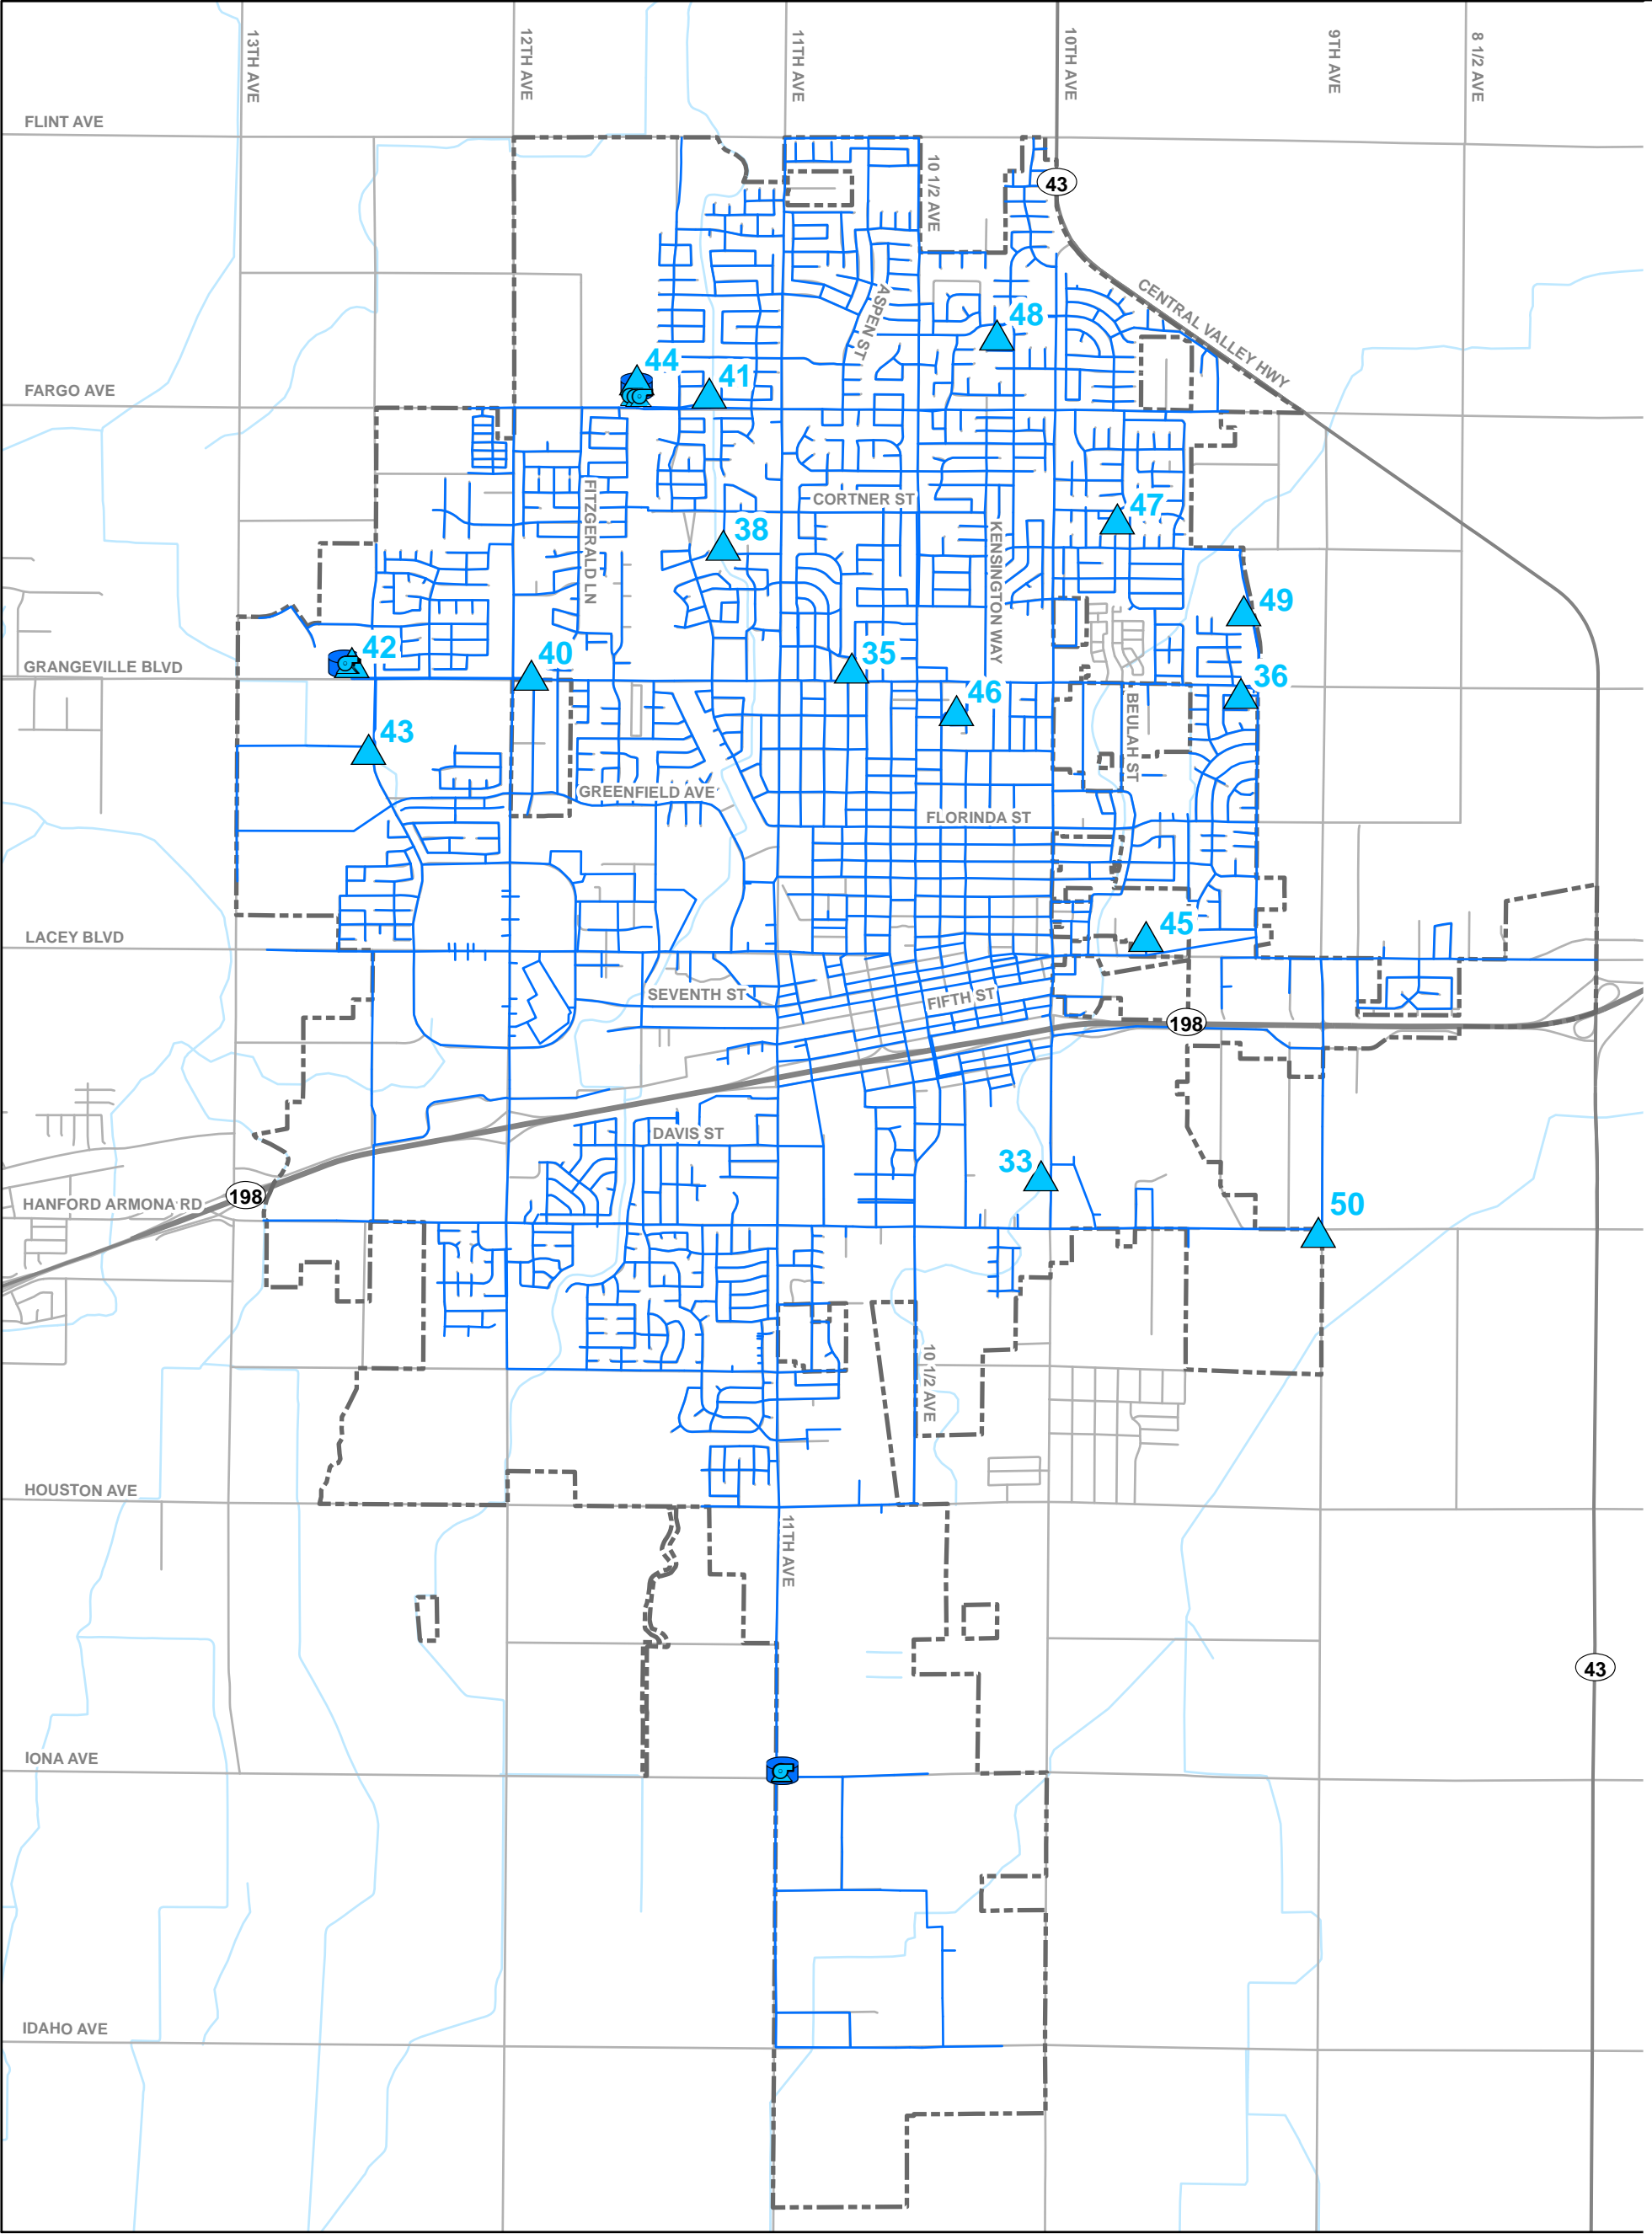 13TH AVE
12TH AVE
11TH AVE
10TH AVE
9TH AVE
8 1/2 AVE
FLINT AVE
10 1/2 AVE
43
CENTRAL VALLEY HWY
ASPEN ST
48
44
41
FARGO AVE
CORTNER ST
47
FITZGERALD LN
38
KENSINGTON WAY
49
42
40
35
GRANGEVILLE BLVD
36
46
BEULAH ST
43
GREENFIELD AVE
FLORINDA ST
45
LACEY BLVD
SEVENTH ST
FIFTH ST
198
DAVIS ST
33
198
HANFORD ARMONA RD
50
10 1/2 AVE
HOUSTON AVE
11TH AVE
43
IONA AVE
IDAHO AVE